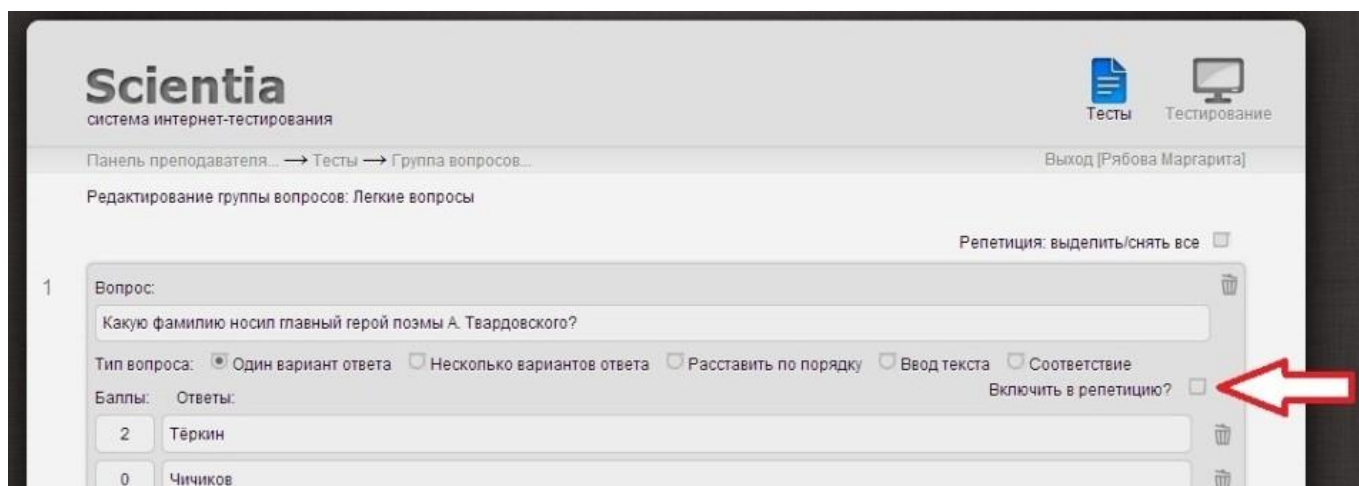 Scientia
система интернет-тестирования
Тесты Тестирование
Панель преподавателя... → Тесты → Группа вопросов...
Выход [Рябова Маргарита]
Редактирование группы вопросов: Легкие вопросы
Репетиция: выделить/снять все
1
Вопрос:
Какую фамилию носил главный герой поэмы А. Твардовского?
Тип вопроса: Один вариант ответа Несколько вариантов ответа Расставить по порядку Ввод текста Соответствие
Включить в репетицию?
Баллы: Ответы:
2 Тёркин
0 Чичиков